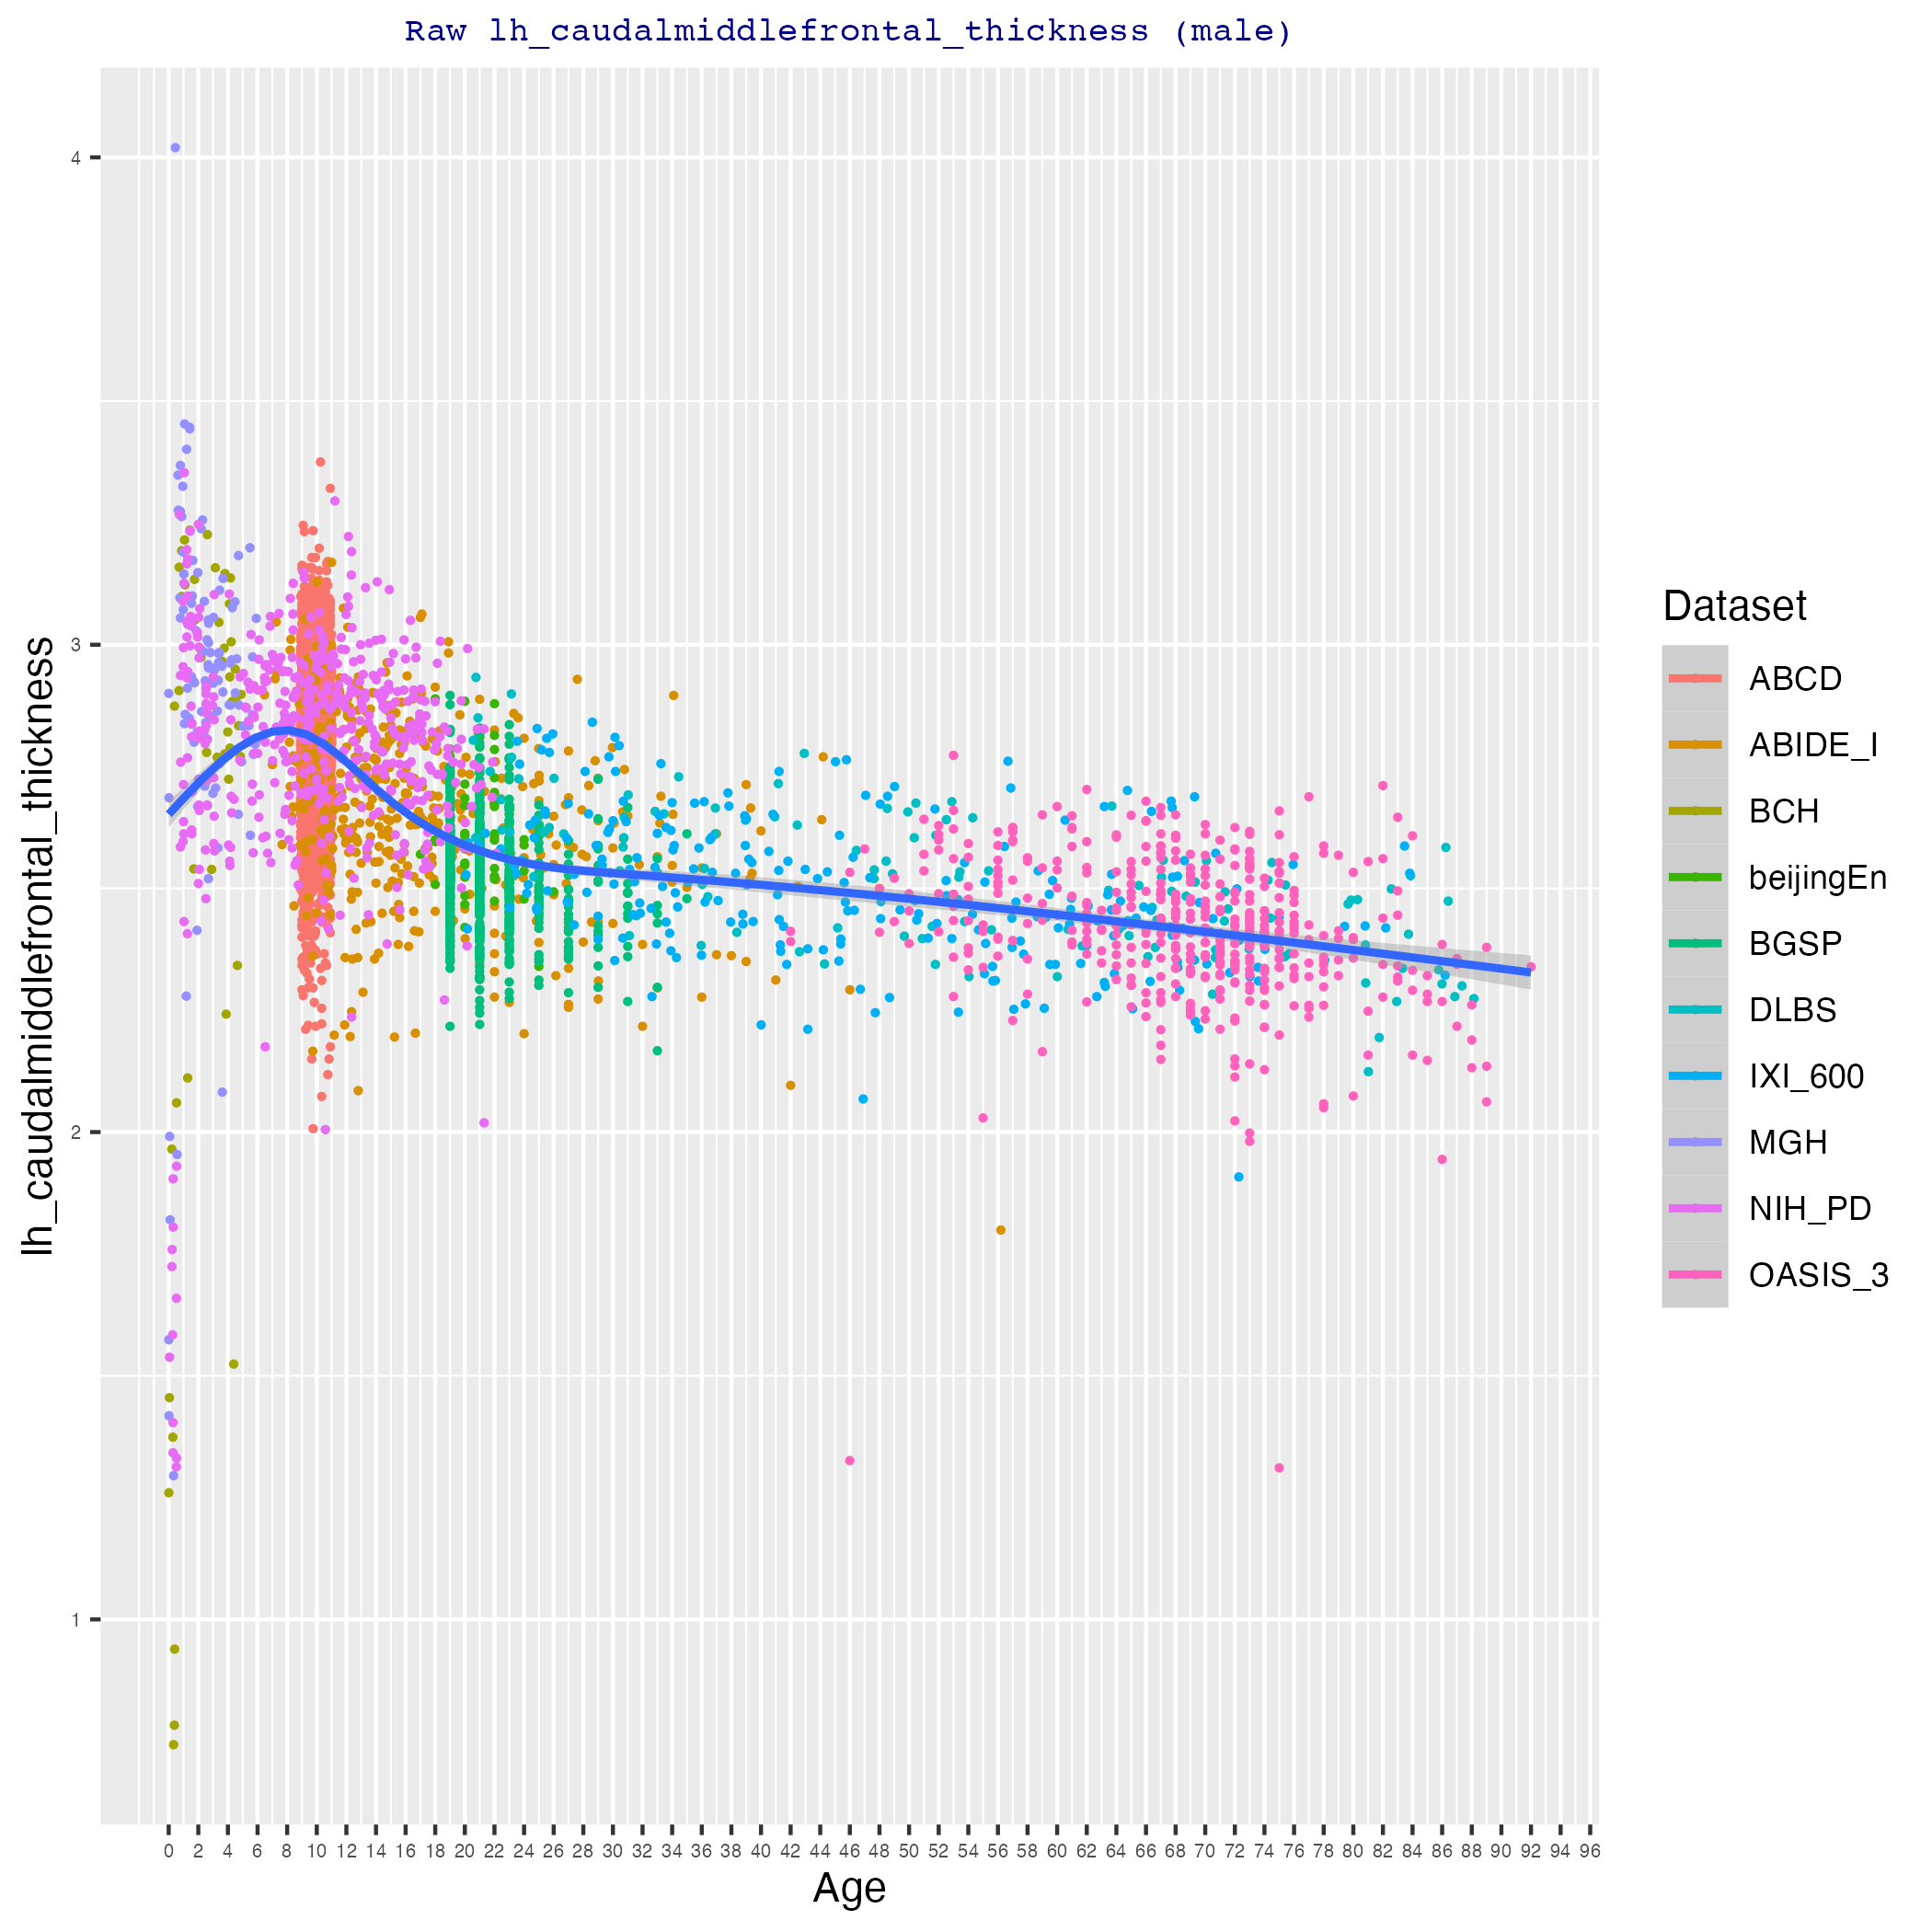 Raw lh_caudalmiddlefrontal_thickness (male)
lh_caudalmiddlefrontal_thickness
4
3
2
1
0 2 4 6 8 10 12 14 16 18 20 22 24 26 28 30 32 34 36 38 40 42 44 46 48 50 52 54 56 58 60 62 64 66 68 70 72 74 76 78 80 82 84 86 88 90 92 94 96
Age
Dataset
ABCD
ABIDE_I
BCH
beijingEn
BGSP
DLBS
IXI_600
MGH
NIH_PD
OASIS_3